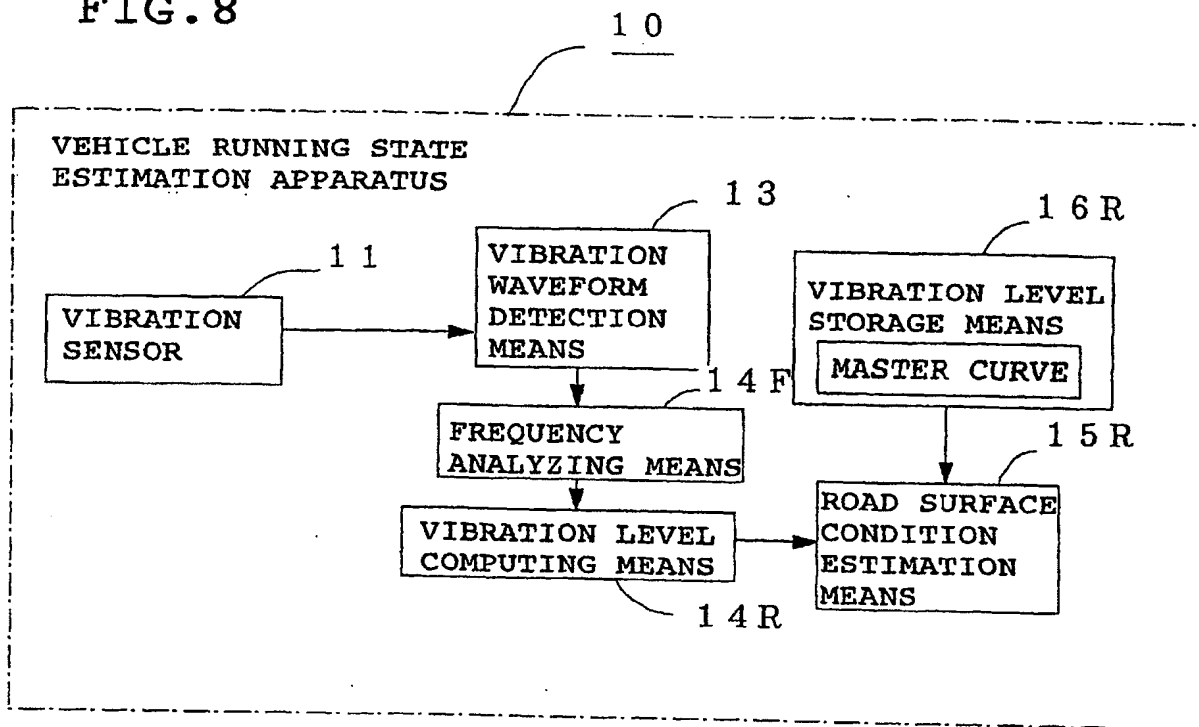 FIG.8
10
VEHICLE RUNNING STATE
ESTIMATION APPARATUS
13
16R
11
VIBRATION
WAVEFORM
DETECTION
MEANS
VIBRATION LEVEL
STORAGE MEANS
MASTER CURVE
VIBRATION
SENSOR
14F
FREQUENCY
ANALYZING MEANS
15R
ROAD SURFACE
CONDITION
ESTIMATION
MEANS
VIBRATION LEVEL
COMPUTING MEANS
14R